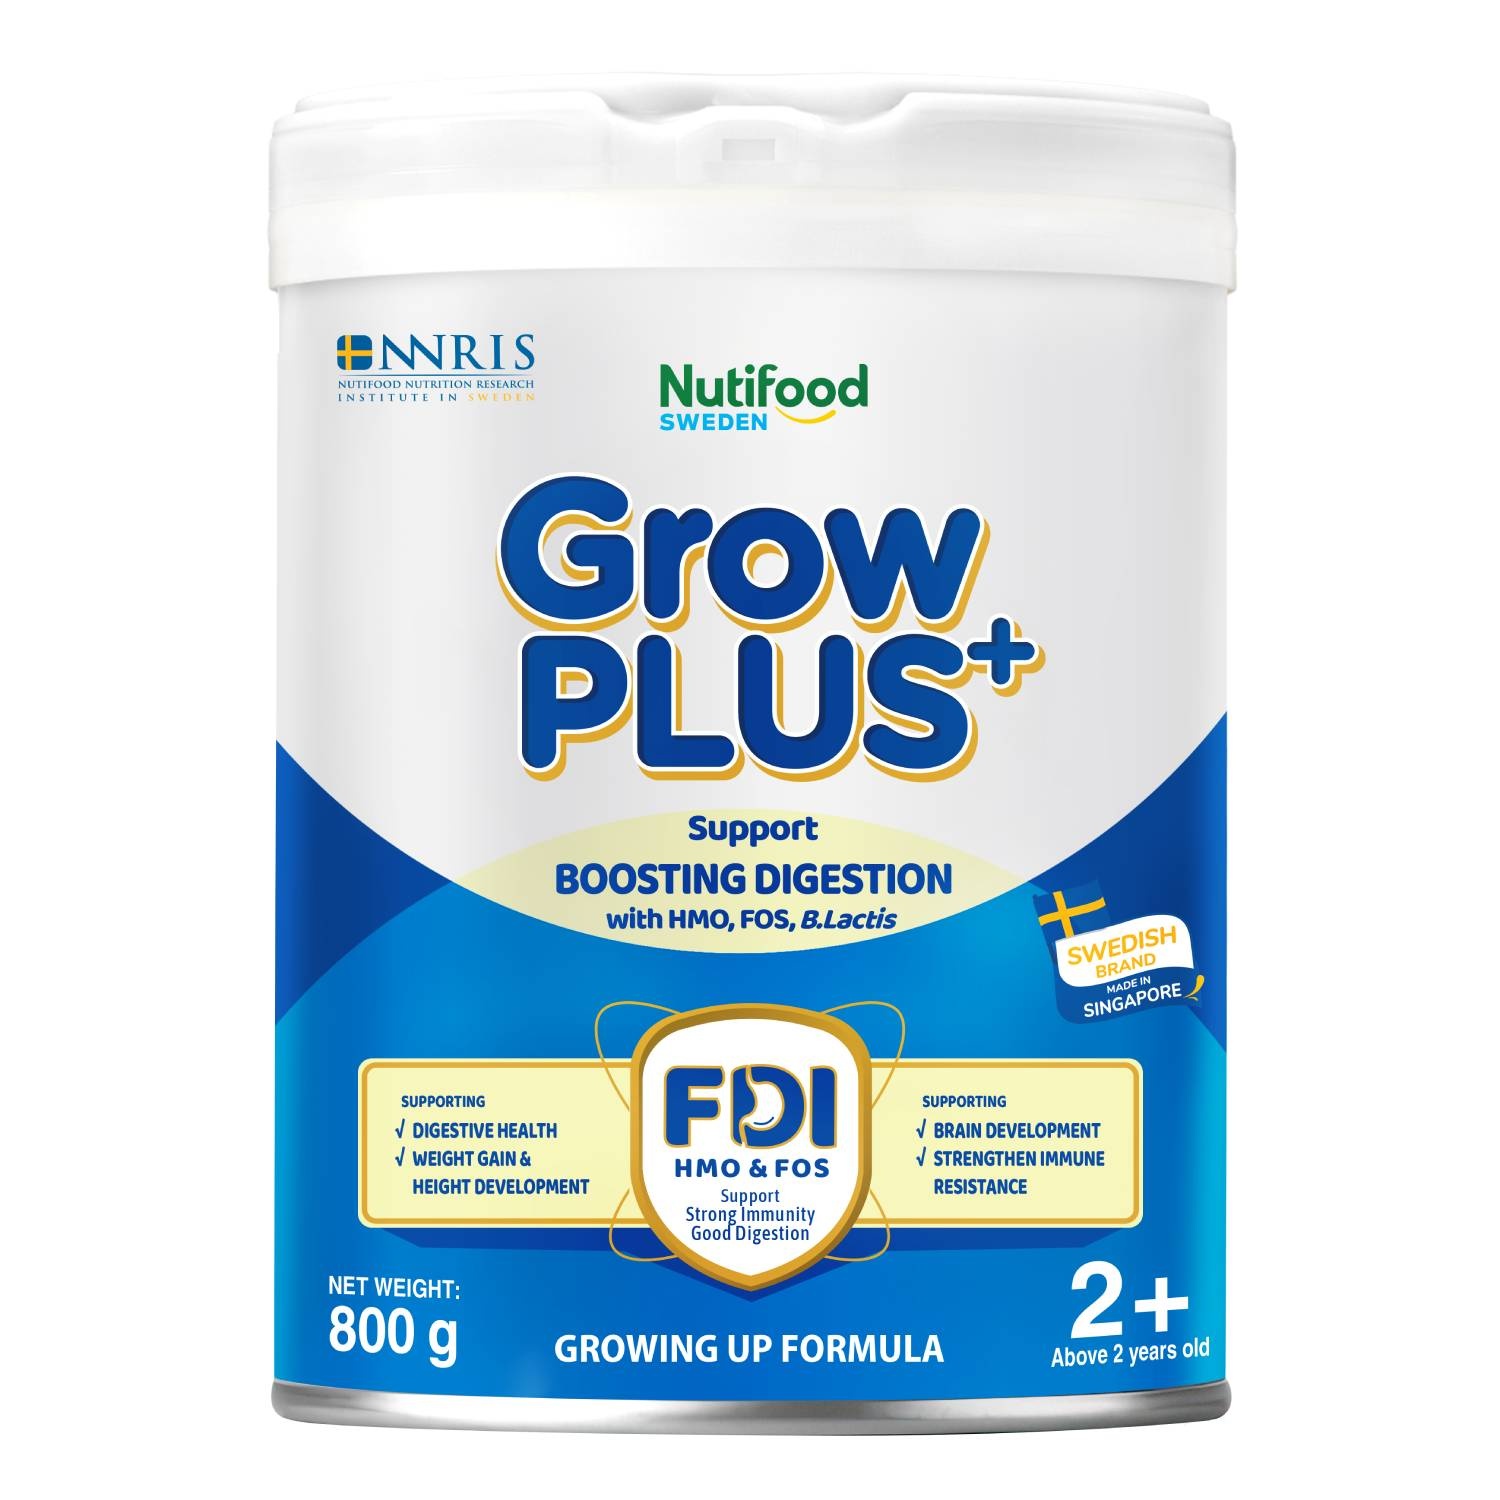 NNRIS
NUTIFOOD NUTRITION RESEARCH
INSTITUTE IN SWEDEN
Nutifood
SWEDEN
Grow
PLUS+
Support
BOOSTING DIGESTION
with HMO, FOS, B.Lactis
SWEDISH
BRAND
MADE IN
SINGAPORE
SUPPORTING
√ DIGESTIVE HEALTH
√ WEIGHT GAIN &
HEIGHT DEVELOPMENT
FDI
HMO & FOS
Support
Strong Immunity
Good Digestion
SUPPORTING
√ BRAIN DEVELOPMENT
√ STRENGTHEN IMMUNE
RESISTANCE
NET WEIGHT:
800 g
GROWING UP FORMULA
2+
Above 2 years old